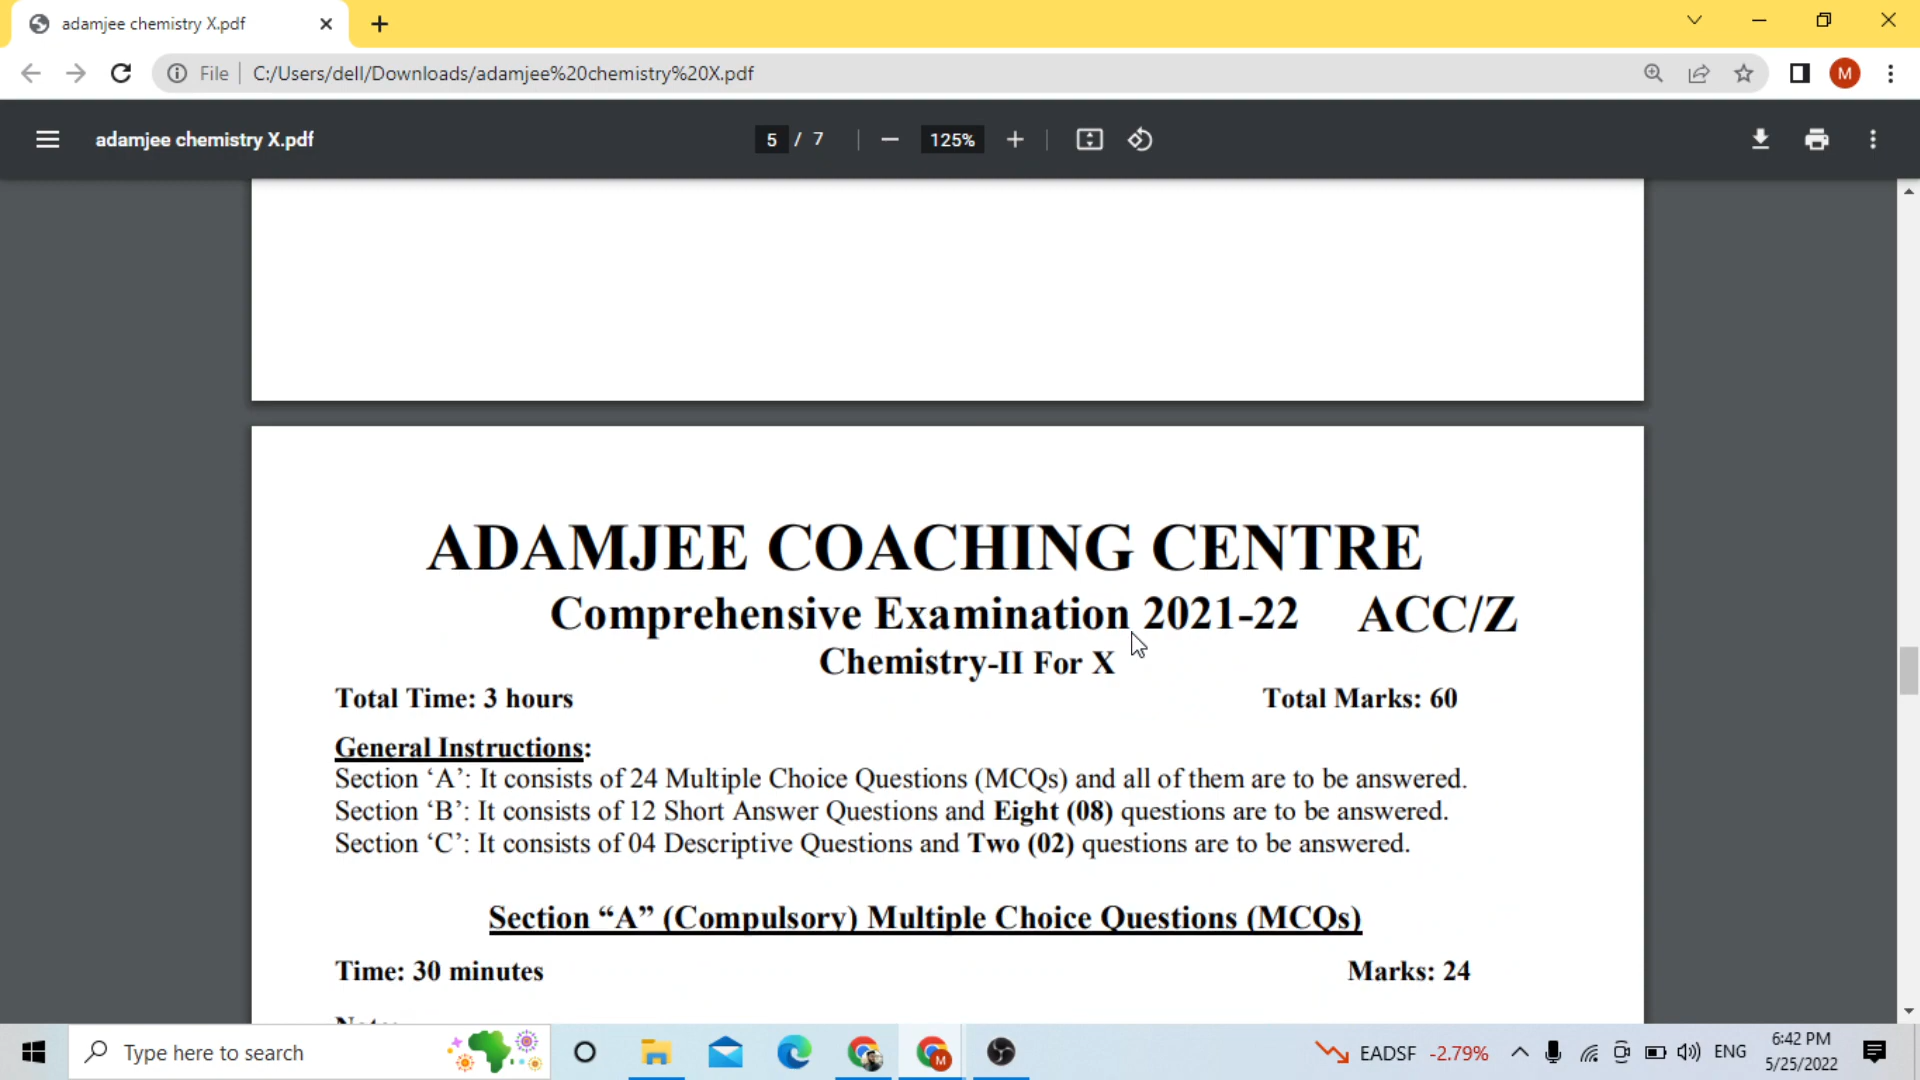 adamjee chemistry X.pdf
File
C:/Users/dell/Downloads/adamjee%20chemistry%20X.pdf
M
adamjee chemistry X.pdf
5 / 7
125%
ADAMJEE COACHING CENTRE
Comprehensive Examination 2021-22 ACC/Z
Chemistry-II For X
Total Time: 3 hours Total Marks: 60
General Instructions:
Section ‘A’: It consists of 24 Multiple Choice Questions (MCQs) and all of them are to be answered.
Section ‘B’: It consists of 12 Short Answer Questions and Eight (08) questions are to be answered.
Section ‘C’: It consists of 04 Descriptive Questions and Two (02) questions are to be answered.
Section “A” (Compulsory) Multiple Choice Questions (MCQs)
Time: 30 minutes Marks: 24
Type here to search
M
EADSF -2.79%
ENG
6:42 PM
5/25/2022